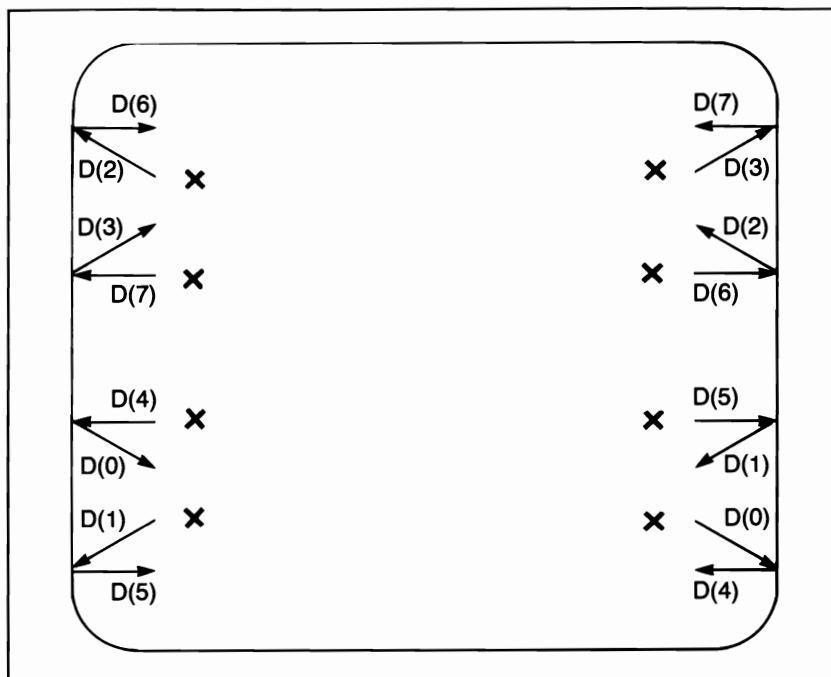 D(6) D(7)
D(2) D(3)
D(3) D(2)
D(7) D(6)
D(4) D(5)
D(0) D(1)
D(1) D(0)
D(5) D(4)